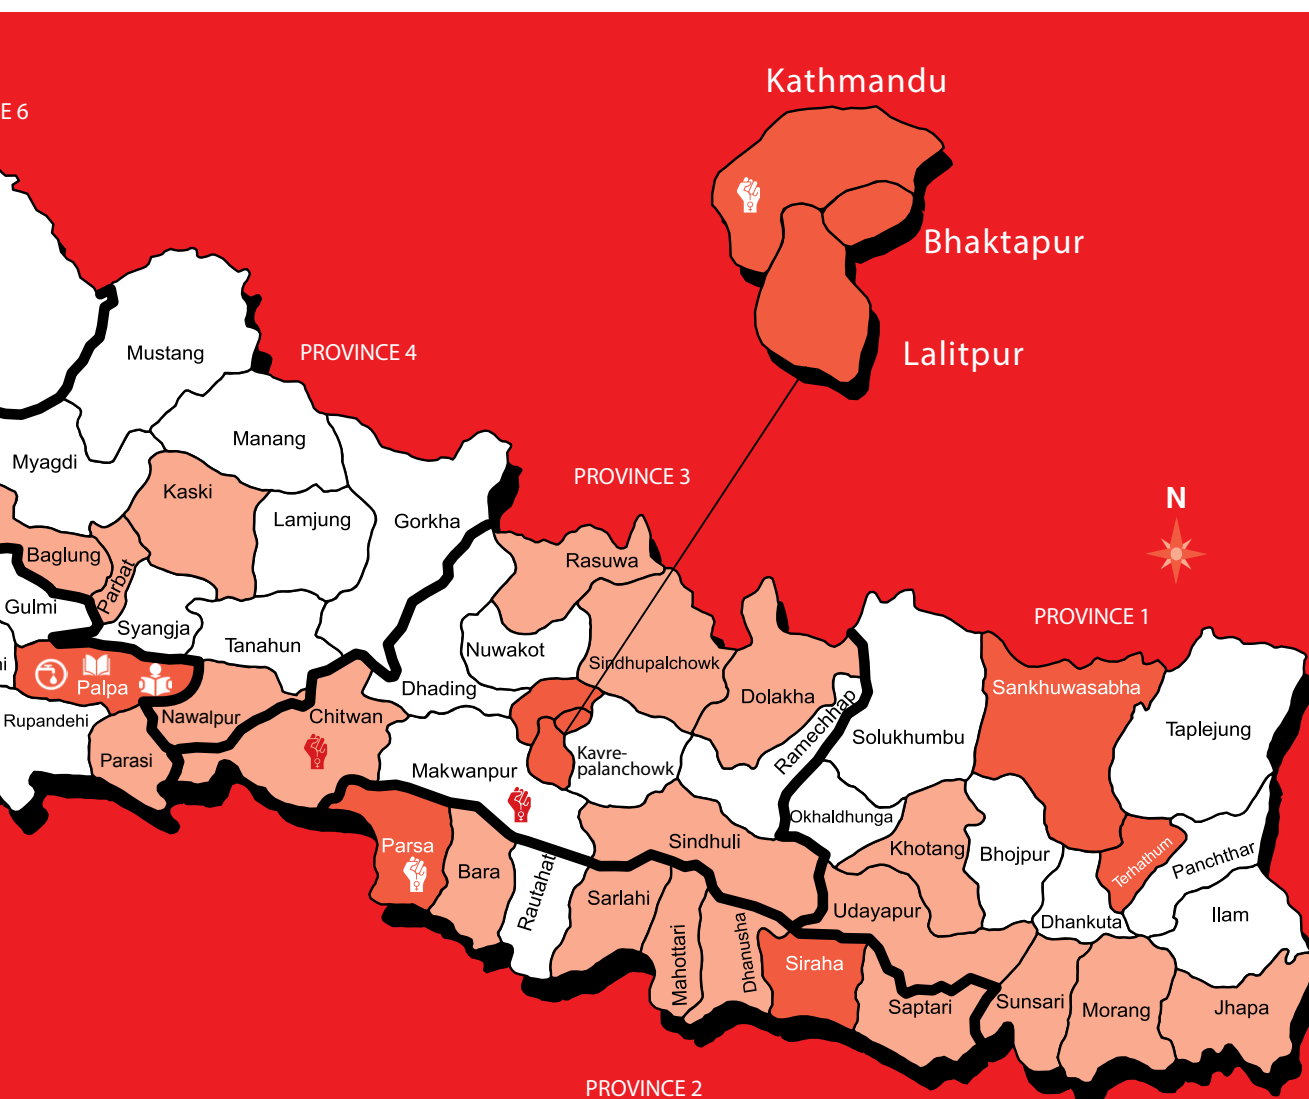 Kathmandu
E 6
Bhaktapur
Lalitpur
Mustang
PROVINCE 4
Manang
Myagdi
PROVINCE 3
Kaski
N
Lamjung
Gorkha
Baglung
Rasuwa
Parbat
Gulmi
PROVINCE 1
Syangja
Tanahun
Nuwakot
Sindhupalchowk
ni
Palpa
Dhading
Dolakha
Sankhuwasabha
Rupandehi
Nawalpur
Chitwan
Ramechhap
Solukhumbu
Taplejung
Parasi
Makwanpur
Kavre-
palanchowk
Okhaldhunga
Parsa
Sindhuli
Khotang
Bhojpur
Terhathum
Panchthar
Bara
Rautahat
Sarlahi
Udayapur
Dhankuta
Ilam
Mahottari
Dhanusha
Siraha
Saptari
Sunsari
Morang
Jhapa
PROVINCE 2